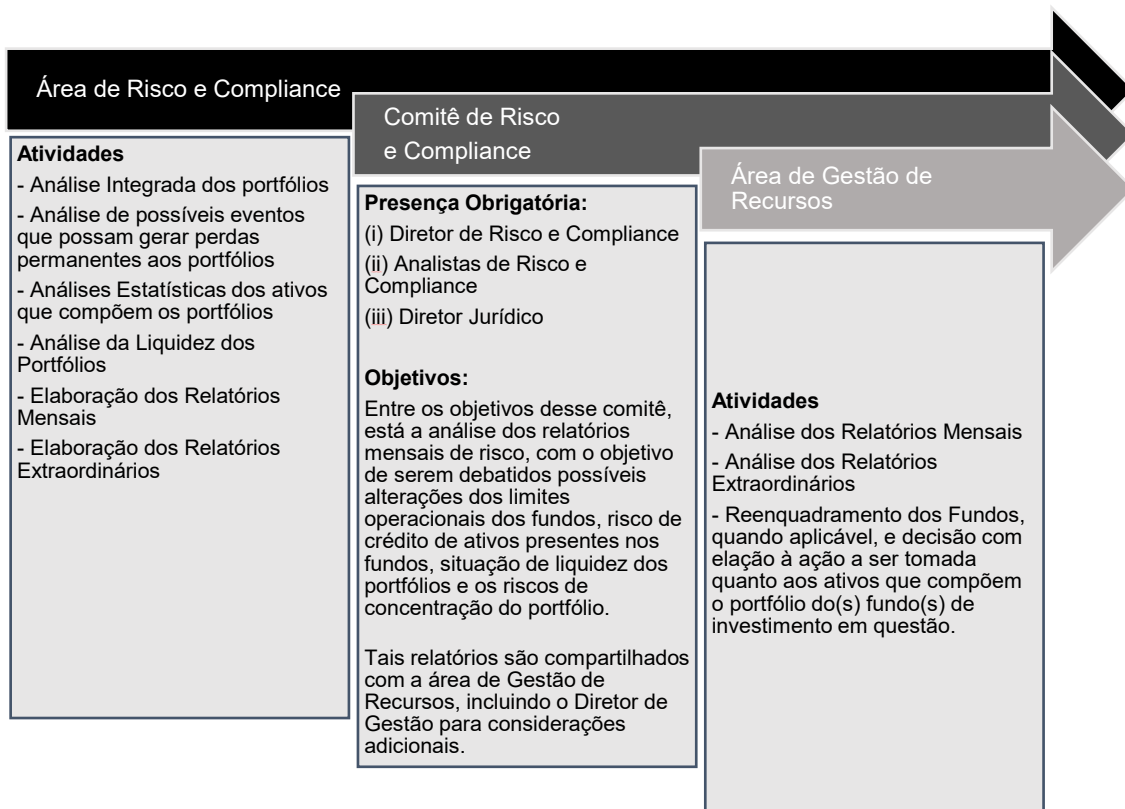 Área de Risco e Compliance
Atividades
- Análise Integrada dos portfólios
- Análise de possíveis eventos
que possam gerar perdas
permanentes aos portfólios
- Análises Estatísticas dos ativos
que compõem os portfólios
- Análise da Liquidez dos
Portfólios
- Elaboração dos Relatórios
Mensais
- Elaboração dos Relatórios
Extraordinários
Comitê de Risco
e Compliance
Presença Obrigatória:
(i) Diretor de Risco e Compliance
(ii) Analistas de Risco e
Compliance
(iii) Diretor Jurídico
Objetivos:
Entre os objetivos desse comitê,
está a análise dos relatórios
mensais de risco, com o objetivo
de serem debatidos possíveis
alterações dos limites
operacionais dos fundos, risco de
crédito de ativos presentes nos
fundos, situação de liquidez dos
portfólios e os riscos de
concentração do portfólio.
Tais relatórios são compartilhados
com a área de Gestão de
Recursos, incluindo o Diretor de
Gestão para considerações
adicionais.
Área de Gestão de
Recursos
Atividades
- Análise dos Relatórios Mensais
- Análise dos Relatórios
Extraordinários
- Reenquadramento dos Fundos,
quando aplicável, e decisão com
elação à ação a ser tomada
quanto aos ativos que compõem
o portfólio do(s) fundo(s) de
investimento em questão.